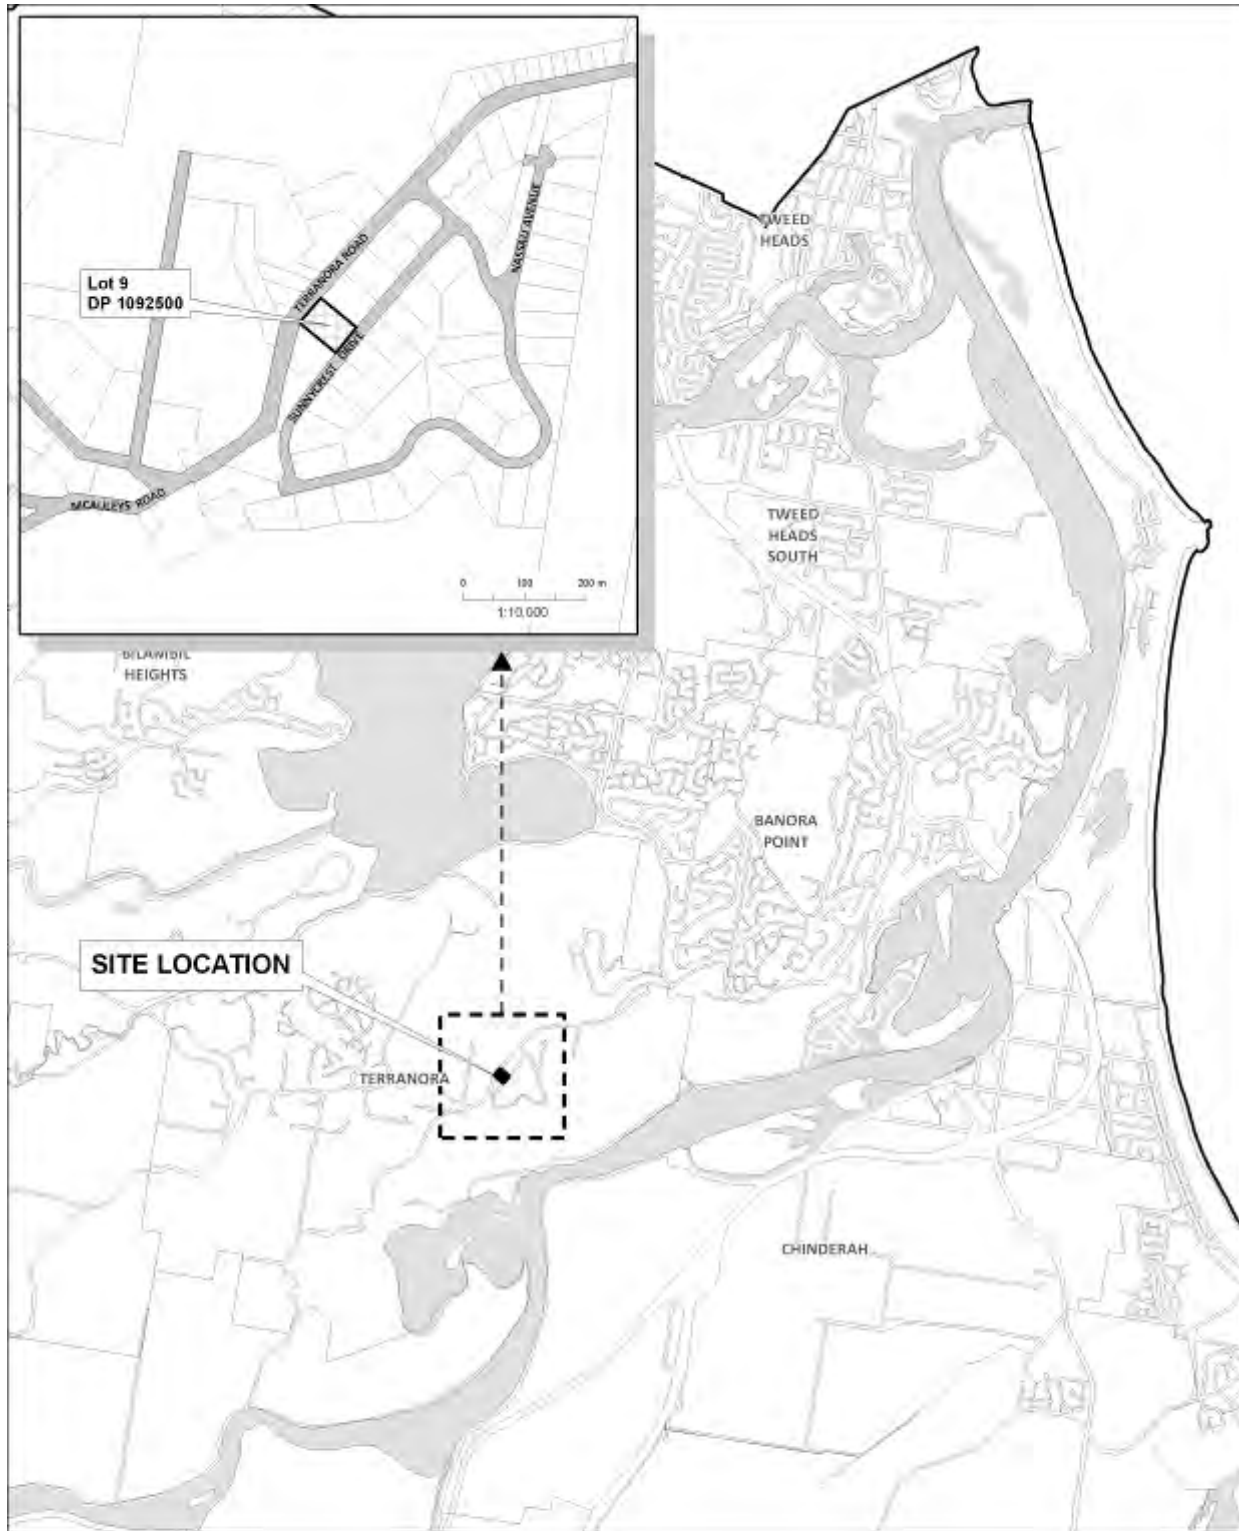 Lot 9
DP 1092500
TERRANORA ROAD
SUNNYCREST DRIVE
NASSAU AVENUE
MCAULEYS ROAD
0 100 200 m
1:10,000
TWEED
HEADS
TWEED
HEADS
SOUTH
BILAMBIL
HEIGHTS
BANORA
POINT
SITE LOCATION
TERRANORA
CHINDERAH